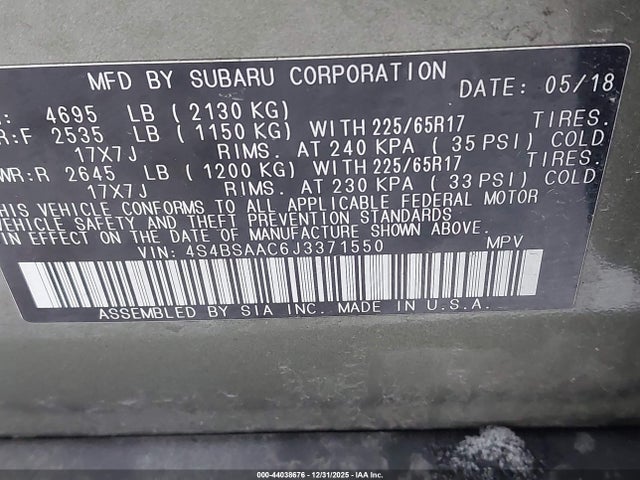 MFD BY SUBARU CORPORATION DATE: 05/18
: 4695 LB ( 2130 KG)
R:F 2535 LB ( 1150 KG) WITH 225/65R17 TIRES.
17X7J RIMS. AT 240 KPA ( 35 PSI) COLD
WR:R 2645 LB ( 1200 KG) WITH 225/65R17 TIRES.
17X7J RIMS. AT 230 KPA ( 33 PSI) COLD
THIS VEHICLE CONFORMS TO ALL APPLICABLE FEDERAL MOTOR
VEHICLE SAFETY AND THEFT PREVENTION STANDARDS
IN EFFECT ON THE DATE OF MANUFACTURE SHOWN ABOVE.
VIN: 4S4BSAAC6J3371550 MPV
ASSEMBLED BY SIA INC. MADE IN U.S.A.
000-44038676 - 12/31/2025 - IAA Inc.